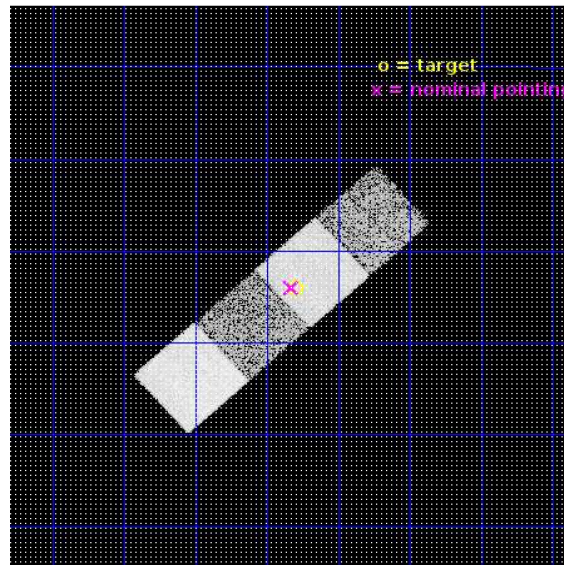 o = target
x = nominal pointin